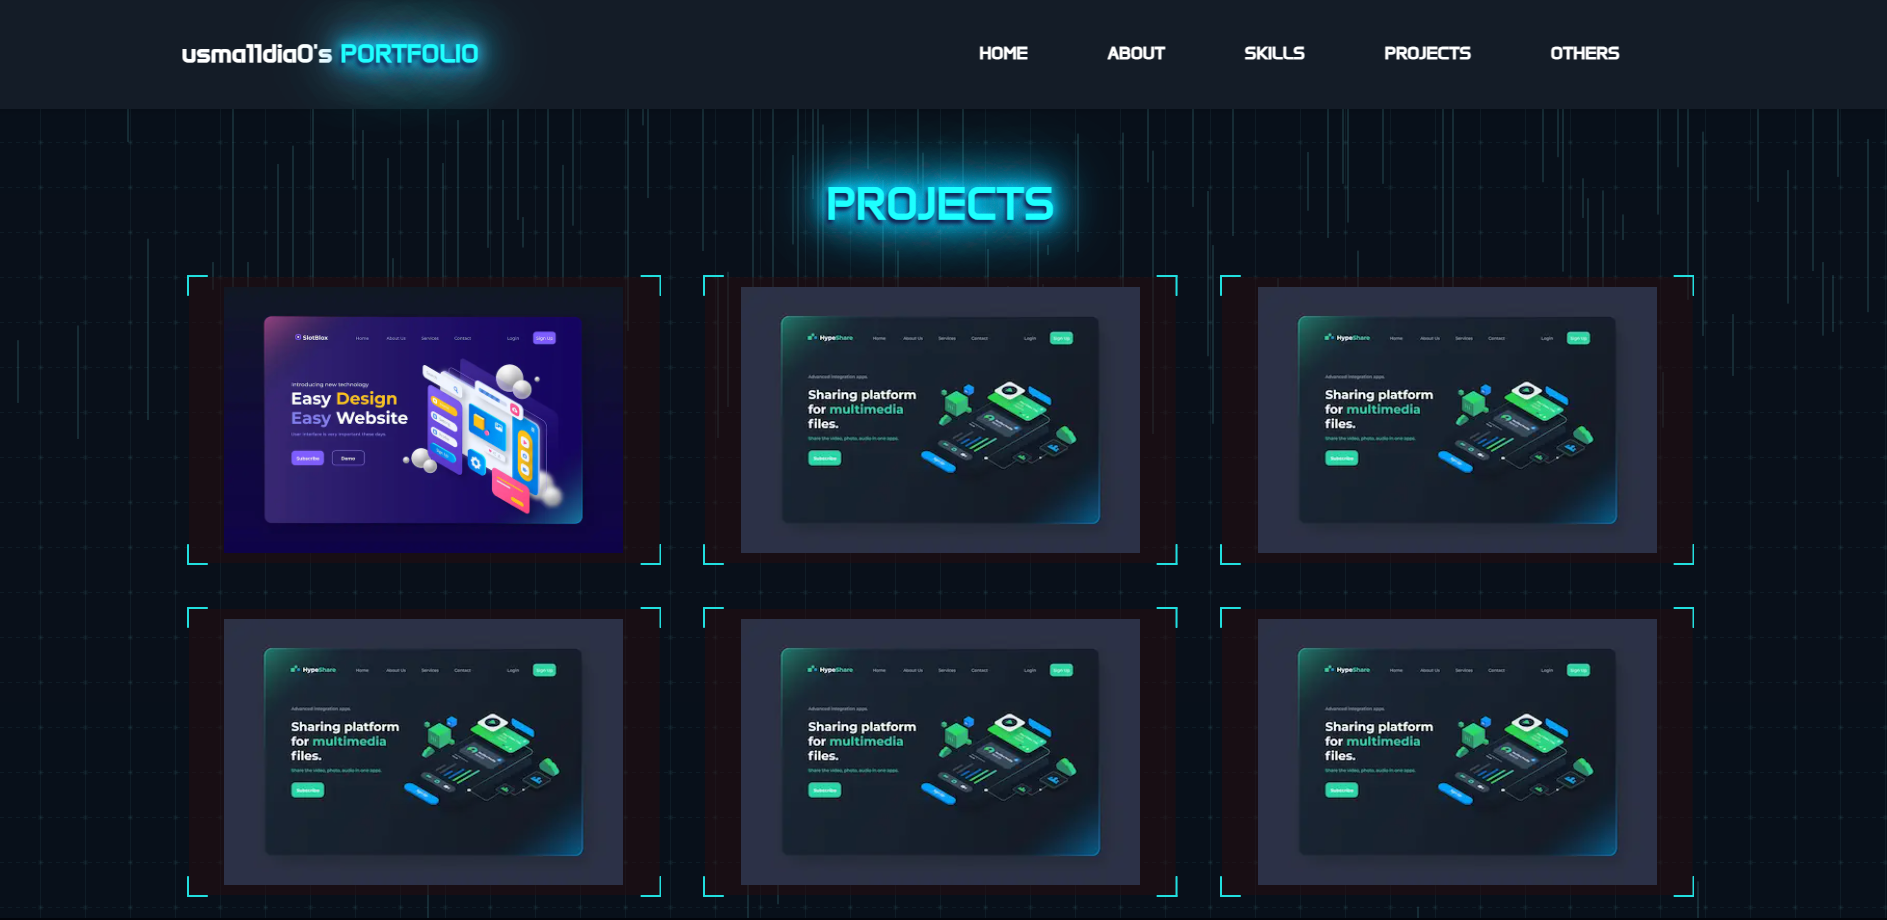 usma11dia0's PORTFOLIO
HOME ABOUT SKILLS PROJECTS OTHERS
PROJECTS
SlotBlox Home About Us Services Contact Login Sign Up
Introducing new technology
Easy Design
Easy Website
User interface is very important these days.
Subscribe Demo
HypeShare Home About Us Services Contact Login Sign Up
Advanced integration apps.
Sharing platform
for multimedia
files.
Share the video, photo, audio in one apps.
Subscribe
HypeShare Home About Us Services Contact Login Sign Up
Advanced integration apps.
Sharing platform
for multimedia
files.
Share the video, photo, audio in one apps.
Subscribe
HypeShare Home About Us Services Contact Login Sign Up
Advanced integration apps.
Sharing platform
for multimedia
files.
Share the video, photo, audio in one apps.
Subscribe
HypeShare Home About Us Services Contact Login Sign Up
Advanced integration apps.
Sharing platform
for multimedia
files.
Share the video, photo, audio in one apps.
Subscribe
HypeShare Home About Us Services Contact Login Sign Up
Advanced integration apps.
Sharing platform
for multimedia
files.
Share the video, photo, audio in one apps.
Subscribe